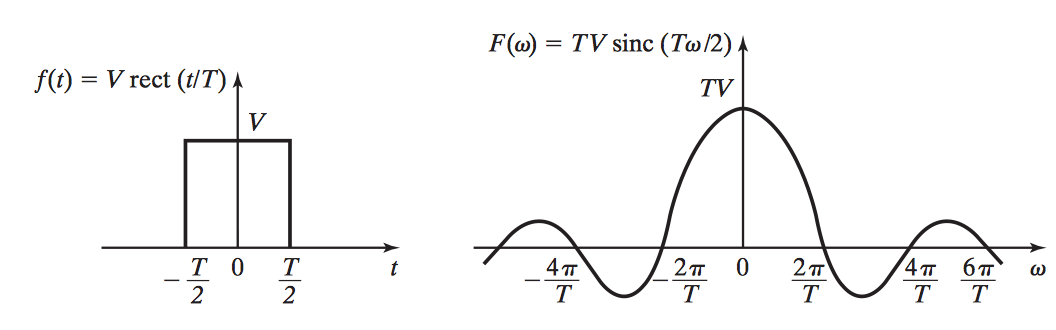 F(ω) = TV sinc (Tω/2)
f(t) = V rect (t/T)
TV
V
−T/2 0 T/2 t
−4π/T −2π/T 0 2π/T 4π/T 6π/T ω